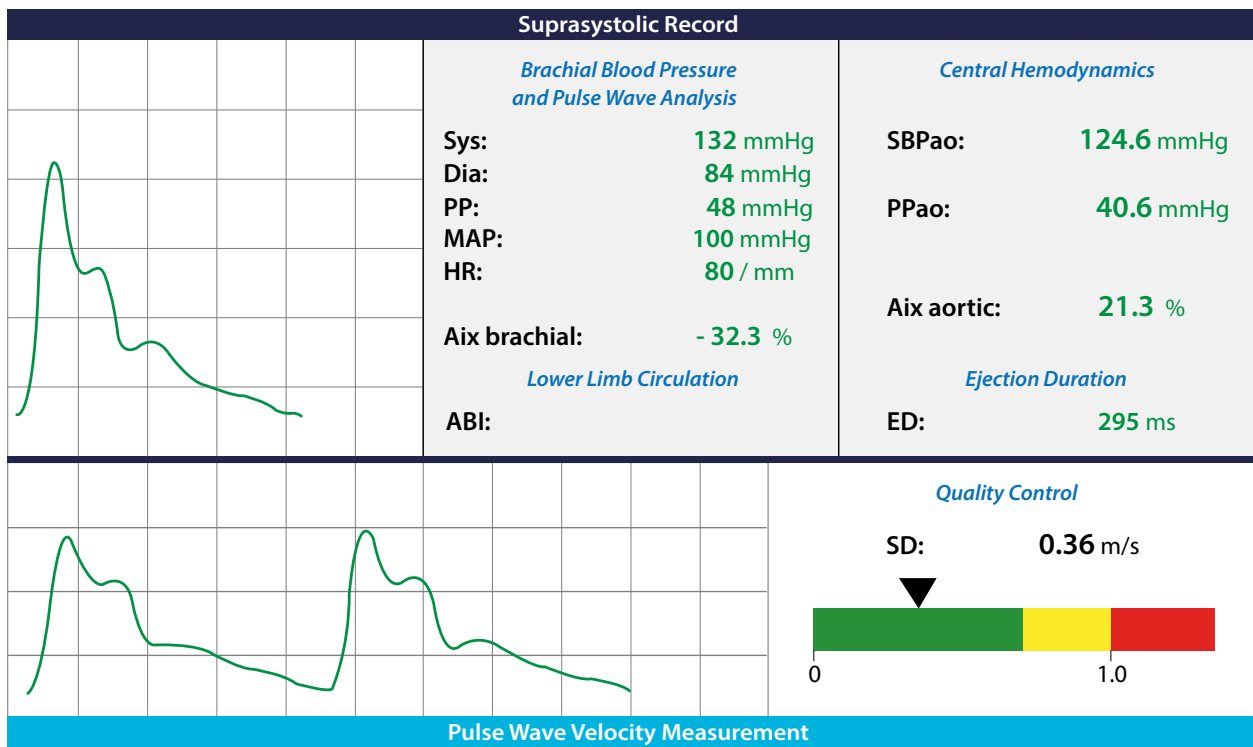 Suprasystolic Record
Brachial Blood Pressure
and Pulse Wave Analysis
Sys: 132 mmHg
Dia: 84 mmHg
PP: 48 mmHg
MAP: 100 mmHg
HR: 80 / mm
Aix brachial: - 32.3 %
Lower Limb Circulation
ABI:
Central Hemodynamics
SBPao: 124.6 mmHg
PPao: 40.6 mmHg
Aix aortic: 21.3 %
Ejection Duration
ED: 295 ms
Quality Control
SD: 0.36 m/s
0 1.0
Pulse Wave Velocity Measurement